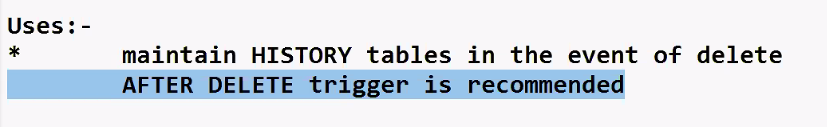 Uses:-
* maintain HISTORY tables in the event of delete
AFTER DELETE trigger is recommended